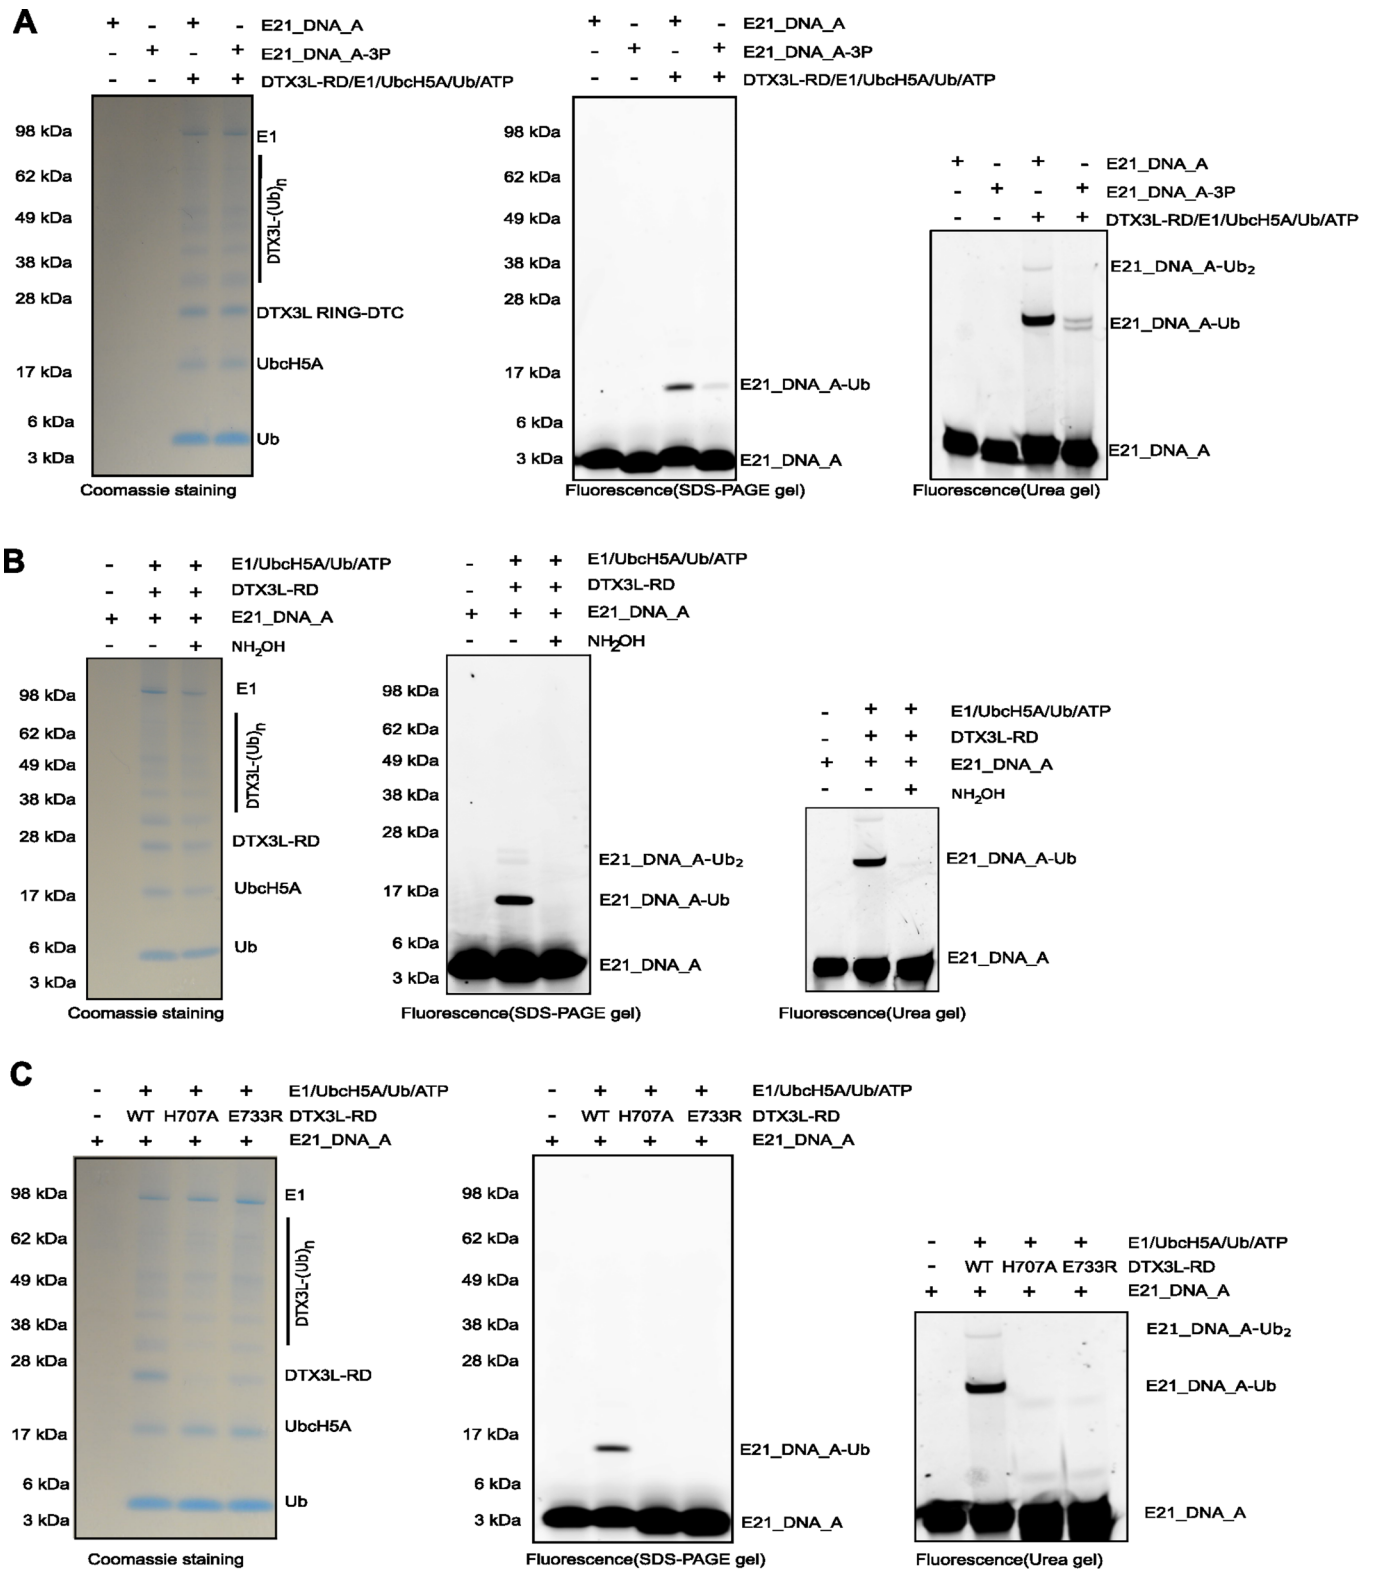 A
+ - + - E21_DNA_A
- + - + E21_DNA_A-3P
- - + + DTX3L-RD/E1/UbcH5A/Ub/ATP
98 kDa
62 kDa
49 kDa
38 kDa
28 kDa
17 kDa
6 kDa
3 kDa
E1
DTX3L-(Ub)n
DTX3L RING-DTC
UbcH5A
Ub
Coomassie staining
+ - + - E21_DNA_A
- + - + E21_DNA_A-3P
- - + + DTX3L-RD/E1/UbcH5A/Ub/ATP
98 kDa
62 kDa
49 kDa
38 kDa
28 kDa
17 kDa
6 kDa
3 kDa
E21_DNA_A-Ub
E21_DNA_A
Fluorescence(SDS-PAGE gel)
+ - + - E21_DNA_A
- + - + E21_DNA_A-3P
- - + + DTX3L-RD/E1/UbcH5A/Ub/ATP
E21_DNA_A-Ub2
E21_DNA_A-Ub
E21_DNA_A
Fluorescence(Urea gel)
B
- + + E1/UbcH5A/Ub/ATP
- + + DTX3L-RD
+ + + E21_DNA_A
- - + NH2OH
98 kDa
62 kDa
49 kDa
38 kDa
28 kDa
17 kDa
6 kDa
3 kDa
E1
DTX3L-(Ub)n
DTX3L-RD
UbcH5A
Ub
Coomassie staining
- + + E1/UbcH5A/Ub/ATP
- + + DTX3L-RD
+ + + E21_DNA_A
- - + NH2OH
98 kDa
62 kDa
49 kDa
38 kDa
28 kDa
17 kDa
6 kDa
3 kDa
E21_DNA_A-Ub2
E21_DNA_A-Ub
E21_DNA_A
Fluorescence(SDS-PAGE gel)
- + + E1/UbcH5A/Ub/ATP
- + + DTX3L-RD
+ + + E21_DNA_A
- - + NH2OH
E21_DNA_A-Ub
E21_DNA_A
Fluorescence(Urea gel)
C
- + + + E1/UbcH5A/Ub/ATP
- WT H707A E733R DTX3L-RD
+ + + + E21_DNA_A
98 kDa
62 kDa
49 kDa
38 kDa
28 kDa
17 kDa
6 kDa
3 kDa
E1
DTX3L-(Ub)n
DTX3L-RD
UbcH5A
Ub
Coomassie staining
- + + + E1/UbcH5A/Ub/ATP
- WT H707A E733R DTX3L-RD
+ + + + E21_DNA_A
98 kDa
62 kDa
49 kDa
38 kDa
28 kDa
17 kDa
6 kDa
3 kDa
E21_DNA_A-Ub
E21_DNA_A
Fluorescence(SDS-PAGE gel)
- + + + E1/UbcH5A/Ub/ATP
- WT H707A E733R DTX3L-RD
+ + + + E21_DNA_A
E21_DNA_A-Ub2
E21_DNA_A-Ub
E21_DNA_A
Fluorescence(Urea gel)